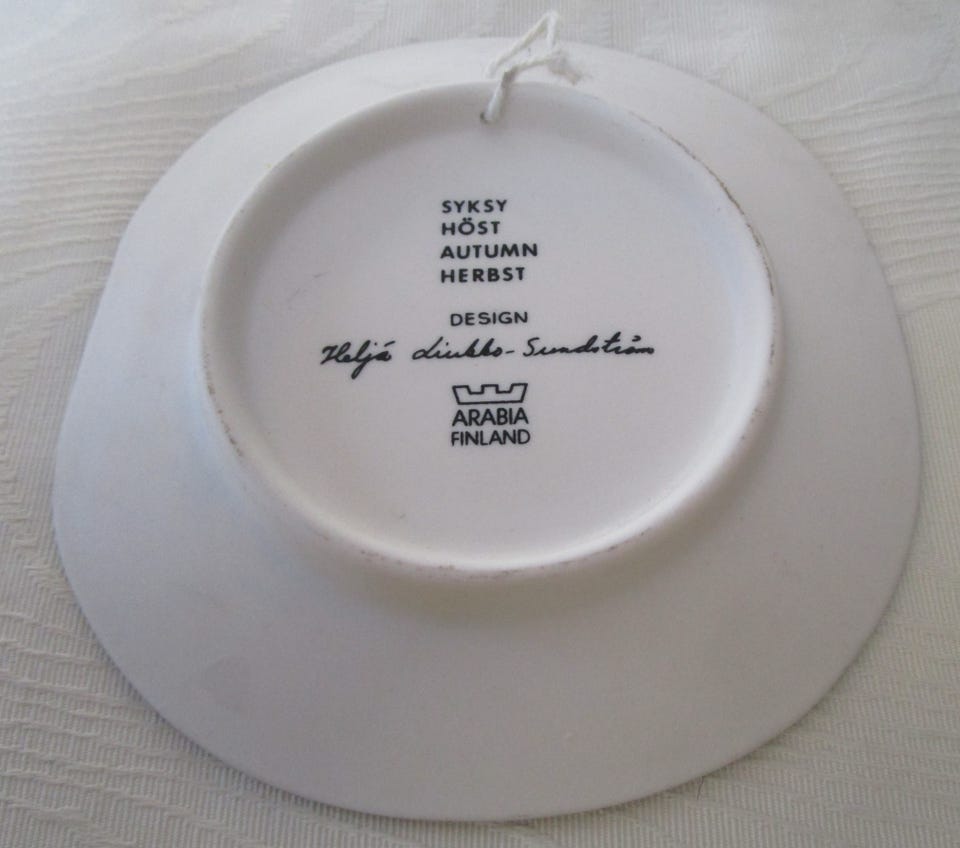 SYKSY
HÖST
AUTUMN
HERBST
DESIGN
Heljä Liukko-Sundström
ARABIA
FINLAND